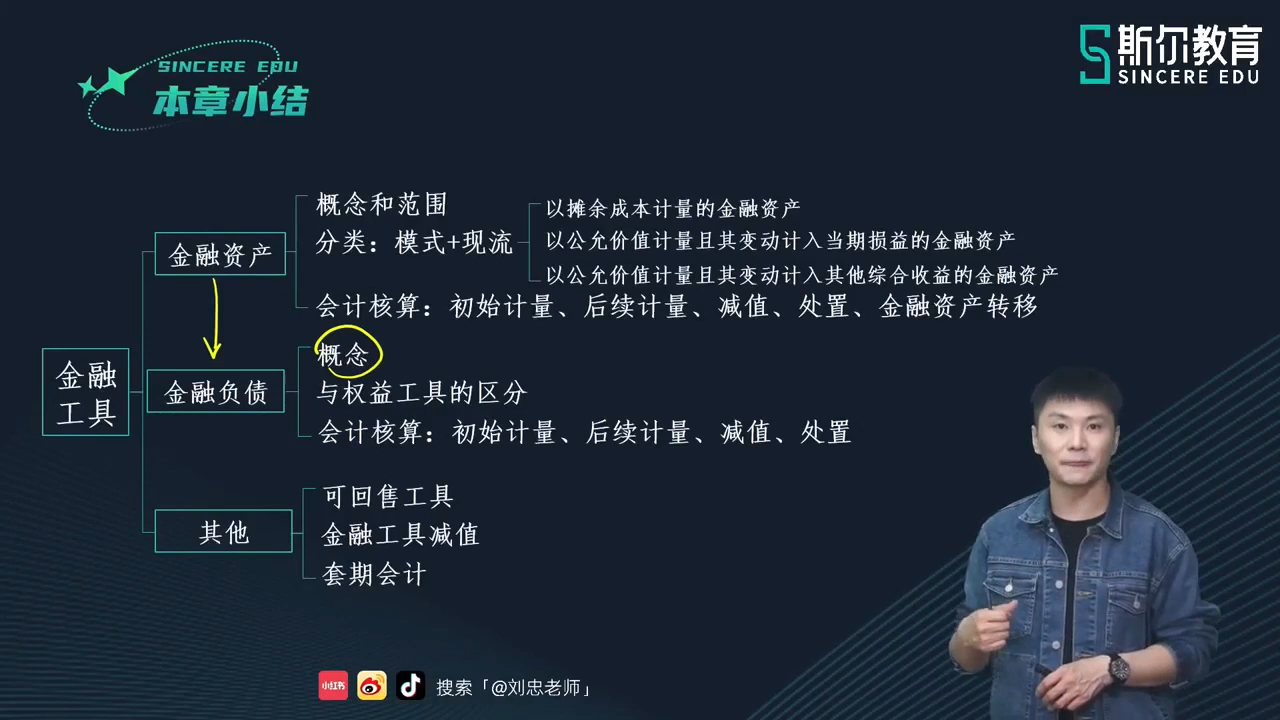 SINCERE EDU
本章小结
斯尔教育
SINCERE EDU
金融工具
金融资产
概念和范围
分类：模式+现流
以摊余成本计量的金融资产
以公允价值计量且其变动计入当期损益的金融资产
以公允价值计量且其变动计入其他综合收益的金融资产
会计核算：初始计量、后续计量、减值、处置、金融资产转移
金融负债
概念
与权益工具的区分
会计核算：初始计量、后续计量、减值、处置
其他
可回售工具
金融工具减值
套期会计
小红书
搜索「@刘忠老师」